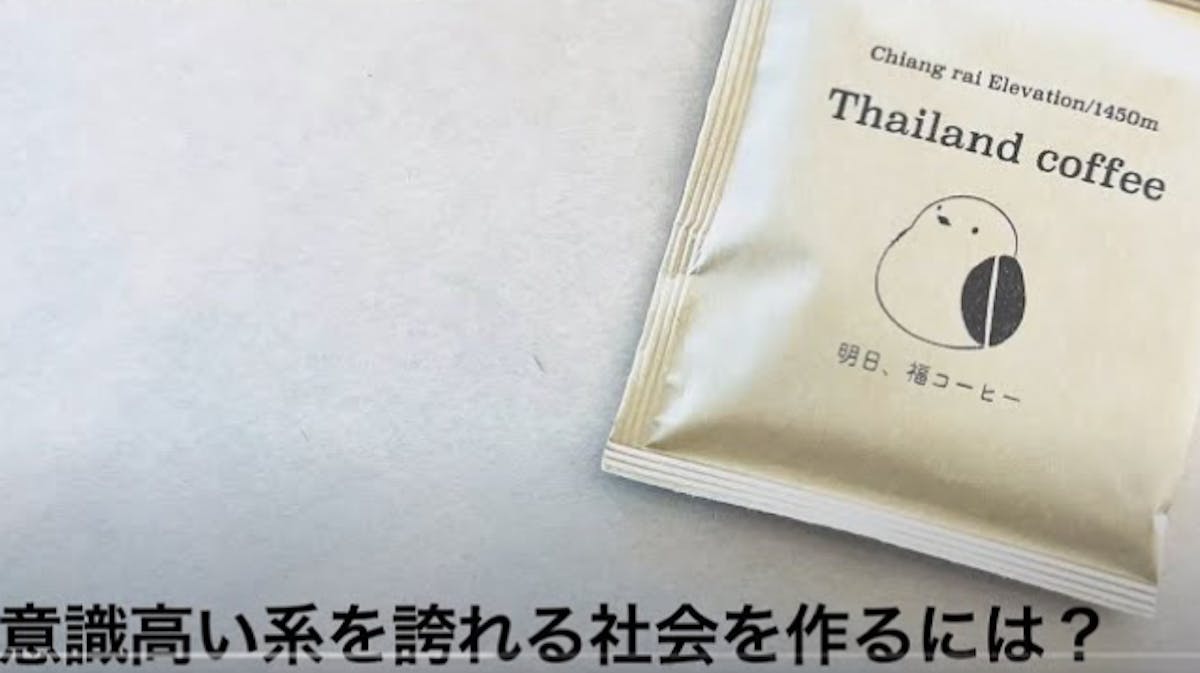 Chiang rai Elevation/1450m
Thailand coffee
明日、福コーヒー
意識高い系を誇れる社会を作るには？